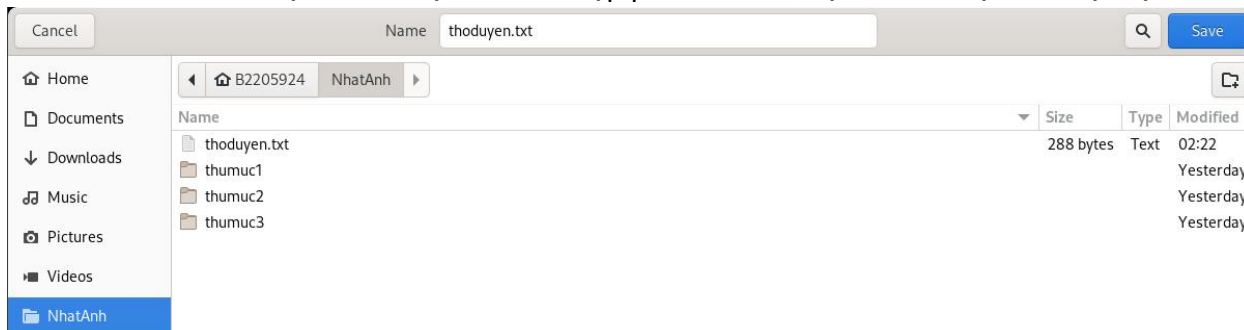 Cancel Name thoduyen.txt Save
Home B2205924 NhatAnh
Documents Name Size Type Modified
thoduyen.txt 288 bytes Text 02:22
Downloads
thumuc1 Yesterday
Music thumuc2 Yesterday
thumuc3 Yesterday
Pictures
Videos
NhatAnh